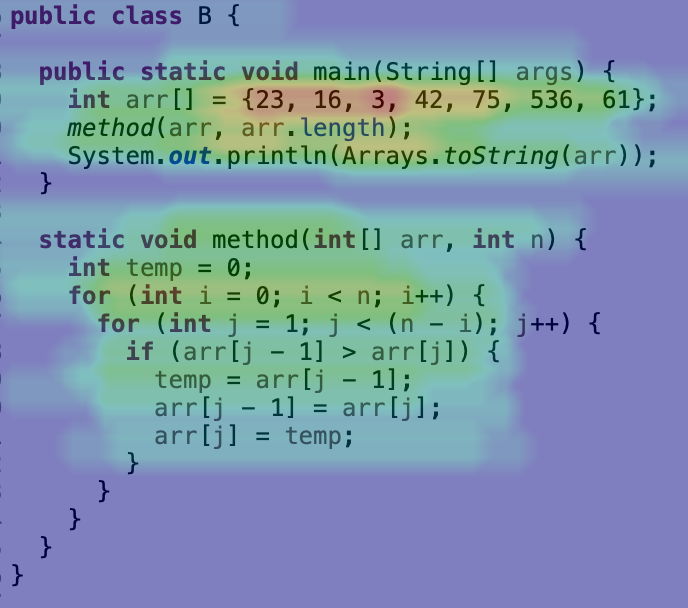 public class B {
public static void main(String[] args) {
int arr[] = {23, 16, 3, 42, 75, 536, 61};
method(arr, arr.length);
System.out.println(Arrays.toString(arr));
}
static void method(int[] arr, int n) {
int temp = 0;
for (int i = 0; i < n; i++) {
for (int j = 1; j < (n - i); j++) {
if (arr[j - 1] > arr[j]) {
temp = arr[j - 1];
arr[j - 1] = arr[j];
arr[j] = temp;
}
}
}
}
}